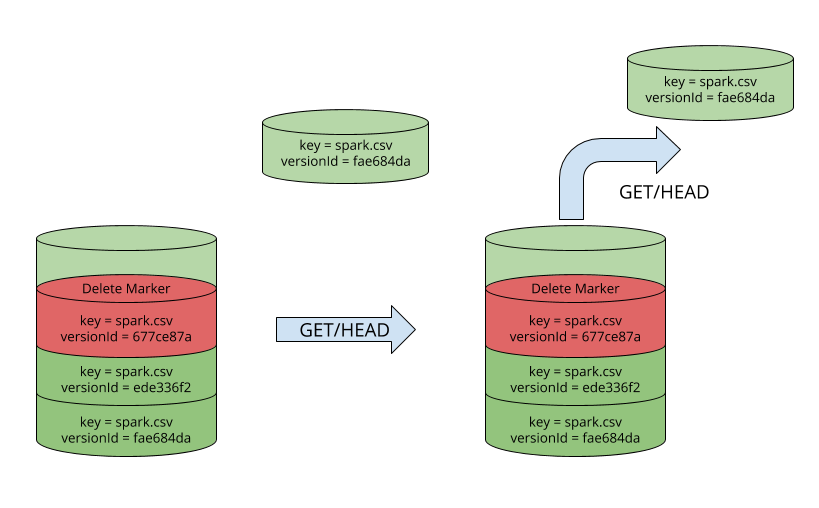 key = spark.csv
versionId = fae684da
key = spark.csv
versionId = fae684da
GET/HEAD
Delete Marker
key = spark.csv
versionId = 677ce87a
key = spark.csv
versionId = ede336f2
key = spark.csv
versionId = fae684da
GET/HEAD
Delete Marker
key = spark.csv
versionId = 677ce87a
key = spark.csv
versionId = ede336f2
key = spark.csv
versionId = fae684da